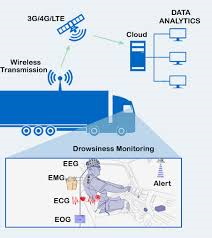 3G/4G/LTE
DATA
ANALYTICS
Cloud
Wireless
Transmission
Drowsiness Monitoring
EEG
EMG
ECG
EOG
Alert